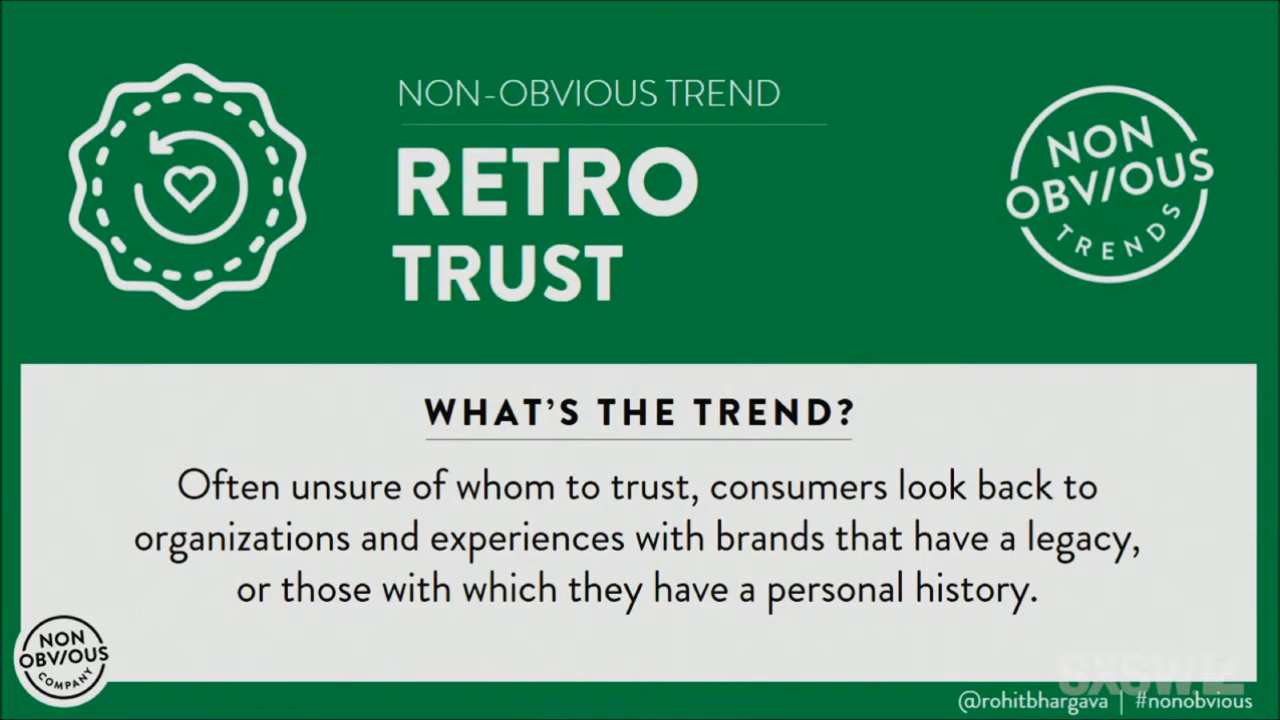 NON-OBVIOUS TREND
RETRO
TRUST
NON
OBV/OUS
TRENDS
WHAT'S THE TREND?
Often unsure of whom to trust, consumers look back to
organizations and experiences with brands that have a legacy,
or those with which they have a personal history.
NON
OBV/OUS
COMPANY
@rohitbhargava | #nonobvious